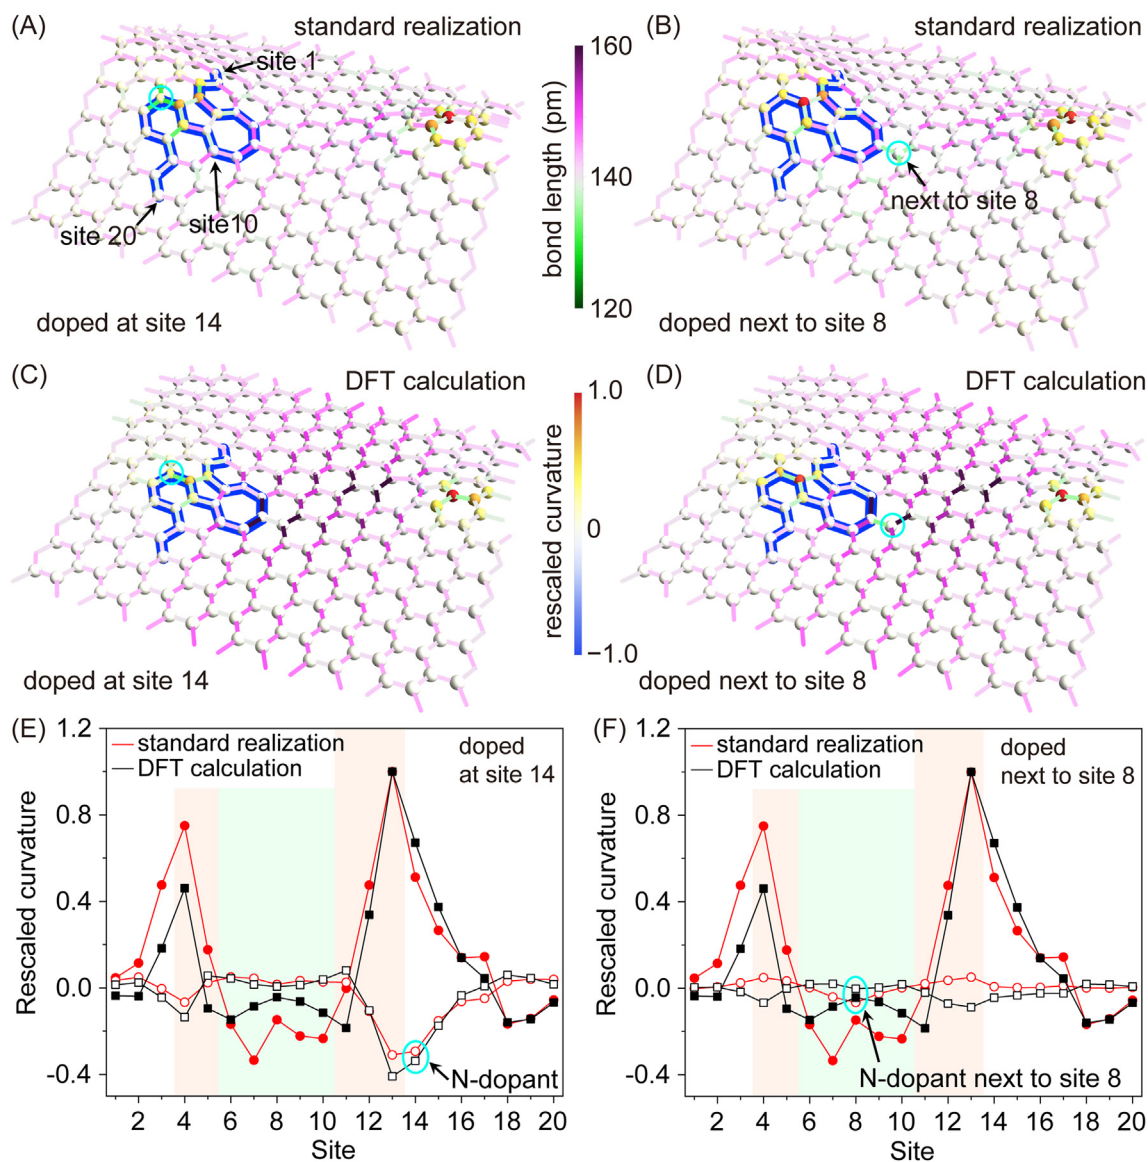 (A)
standard realization
site 1
site10
site 20
doped at site 14
160
140
120
bond length (pm)
(B)
standard realization
next to site 8
doped next to site 8
(C)
DFT calculation
doped at site 14
1.0
0
−1.0
rescaled curvature
(D)
DFT calculation
doped next to site 8
(E)
standard realization
DFT calculation
doped
at site 14
1.2
0.8
0.4
0.0
-0.4
Rescaled curvature
N-dopant
2 4 6 8 10 12 14 16 18 20
Site
(F)
standard realization
DFT calculation
doped
next to site 8
1.2
0.8
0.4
0.0
-0.4
Rescaled curvature
N-dopant next to site 8
2 4 6 8 10 12 14 16 18 20
Site